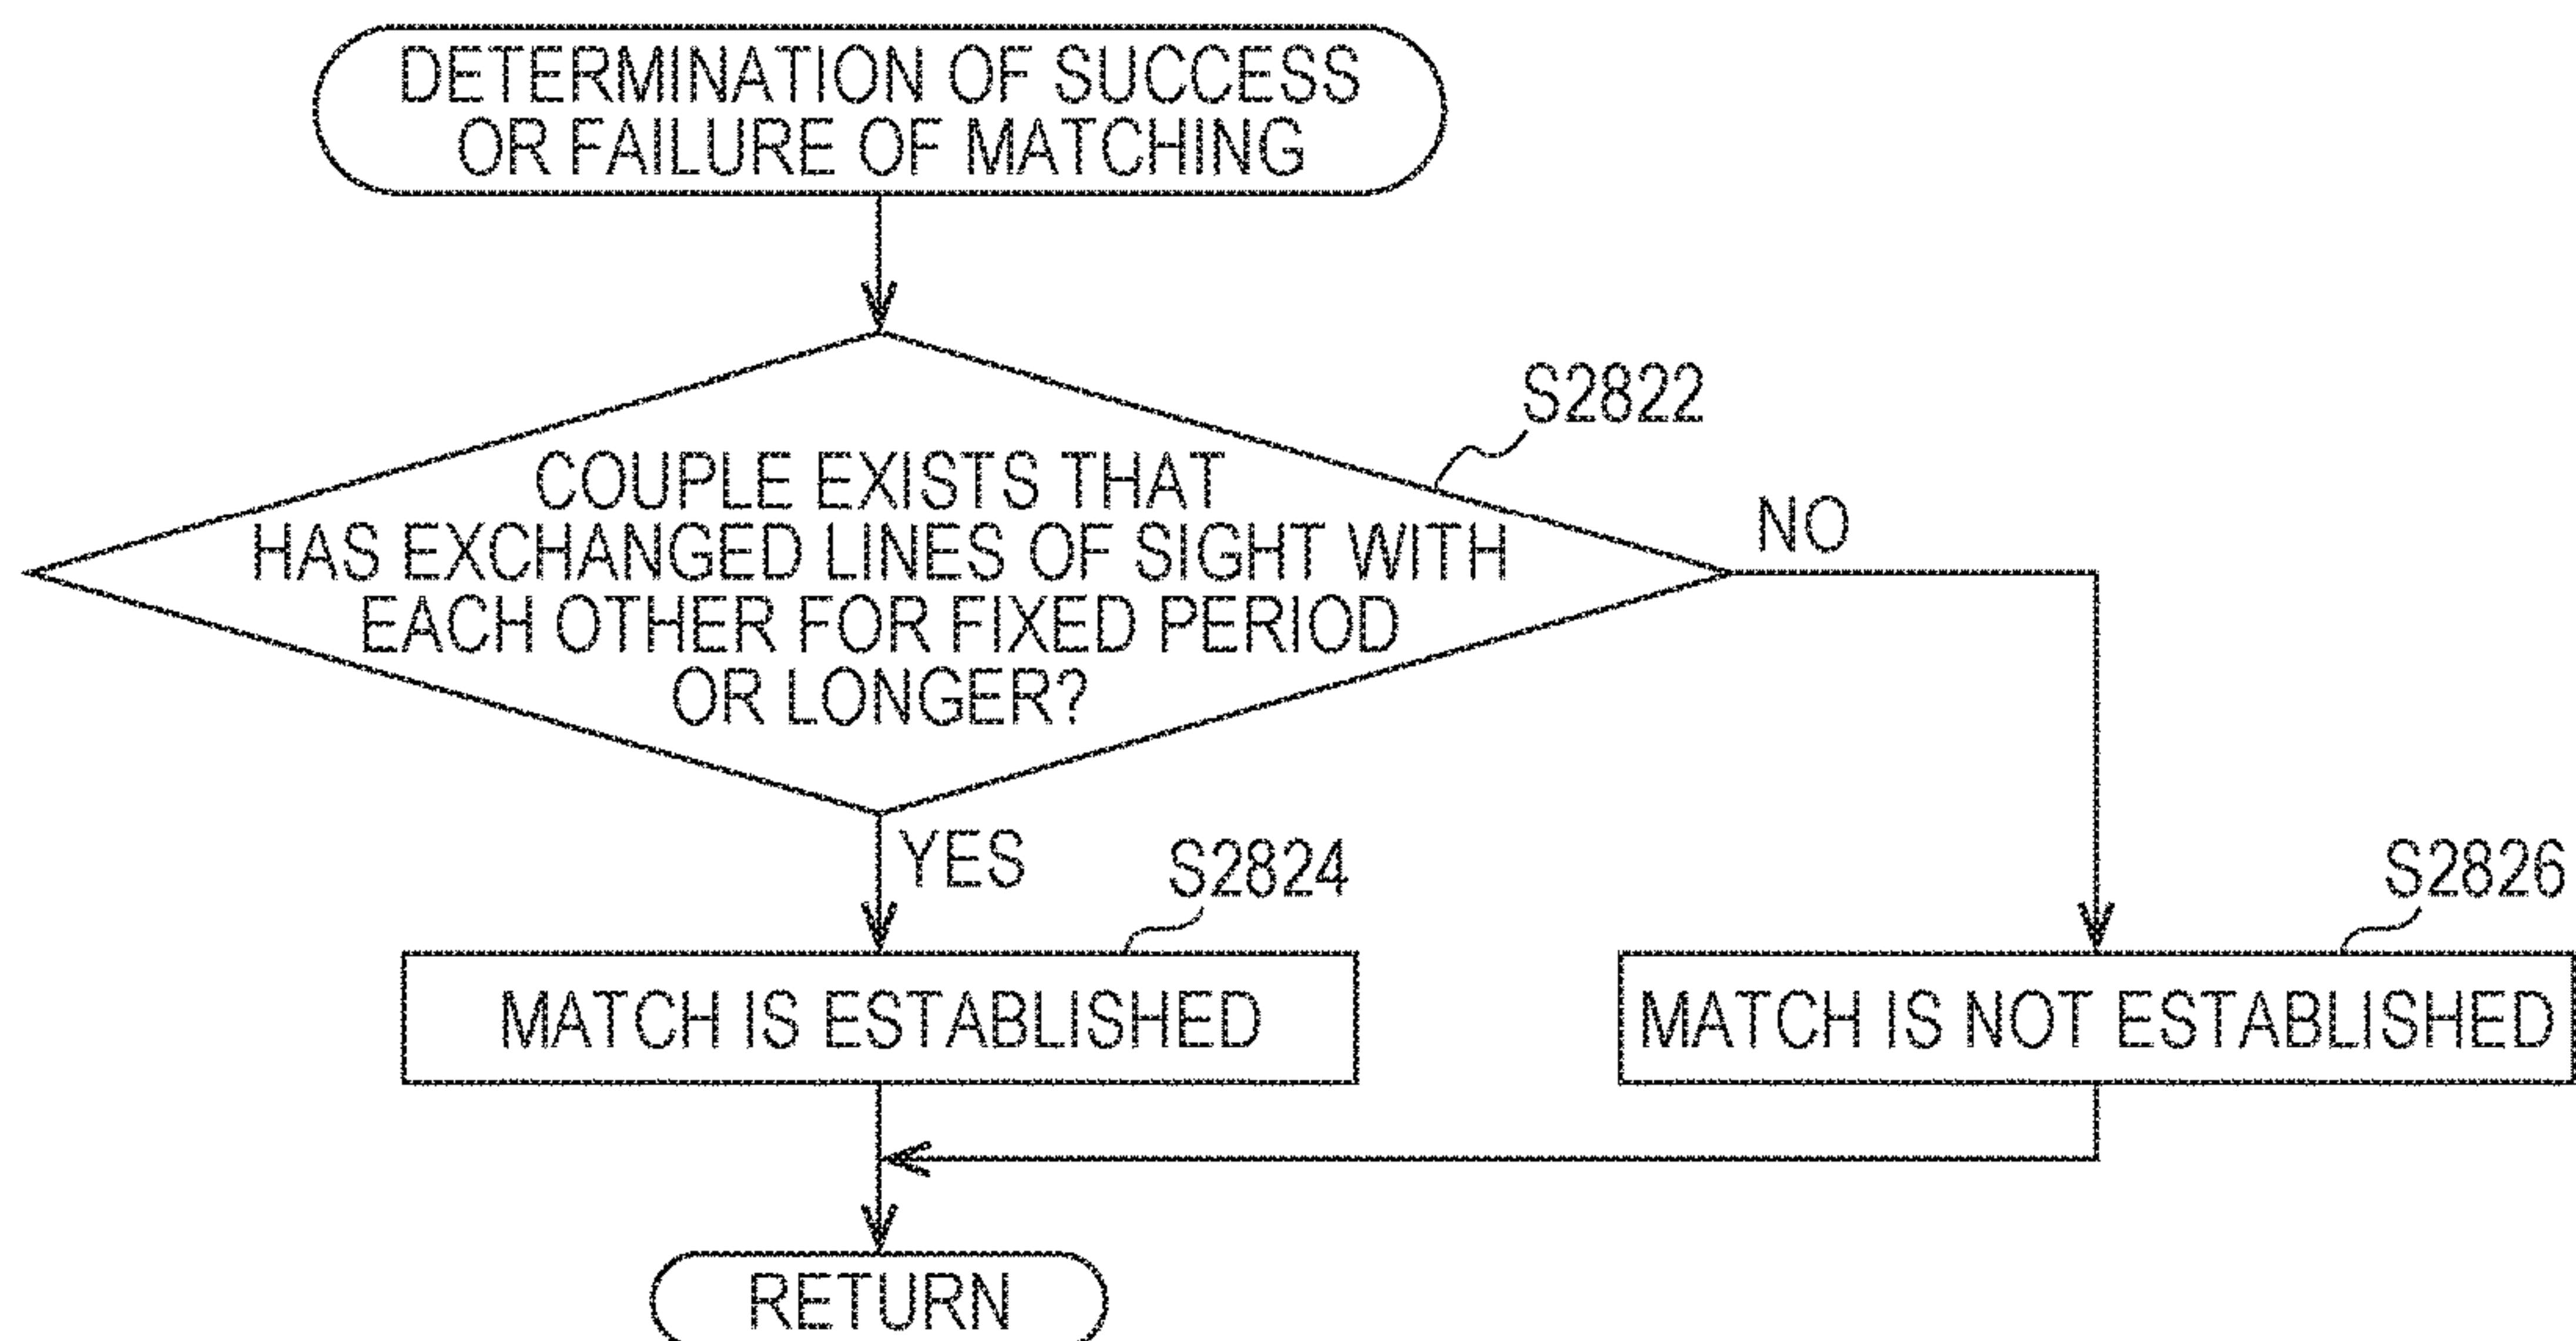 DETERMINATION OF SUCCESS
OR FAILURE OF MATCHING
S2822
COUPLE EXISTS THAT
HAS EXCHANGED LINES OF SIGHT WITH
EACH OTHER FOR FIXED PERIOD
OR LONGER?
NO
YES
S2824
S2826
MATCH IS ESTABLISHED
MATCH IS NOT ESTABLISHED
RETURN